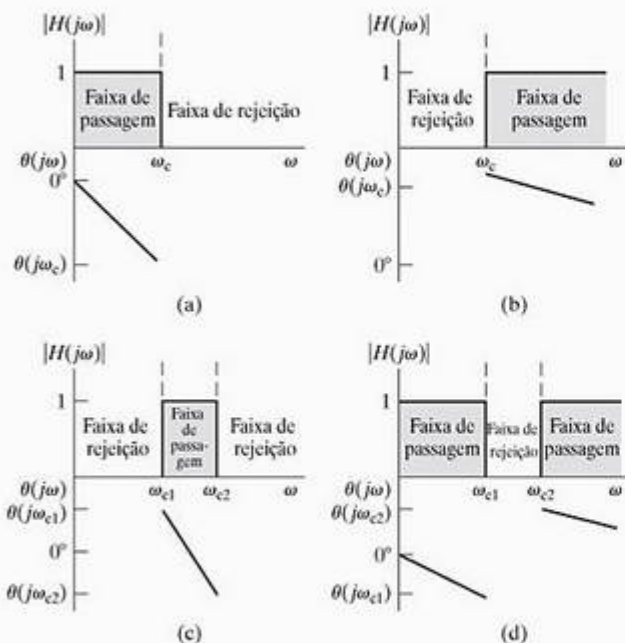 |H(jω)|
1
Faixa de
passagem
Faixa de rejeição
θ(jω)
ω_c
ω
0°
θ(jω_c)
(a)
|H(jω)|
1
Faixa de
rejeição
Faixa de
passagem
θ(jω)
ω_c
ω
θ(jω_c)
0°
(b)
|H(jω)|
1
Faixa de
rejeição
Faixa
de
passa-
gem
Faixa de
rejeição
θ(jω)
ω_c1
ω_c2
ω
θ(jω_c1)
0°
θ(jω_c2)
(c)
|H(jω)|
1
Faixa de
passagem
Faixa de
rejeição
Faixa de
passagem
θ(jω)
ω_c1
ω_c2
ω
θ(jω_c2)
0°
θ(jω_c1)
(d)